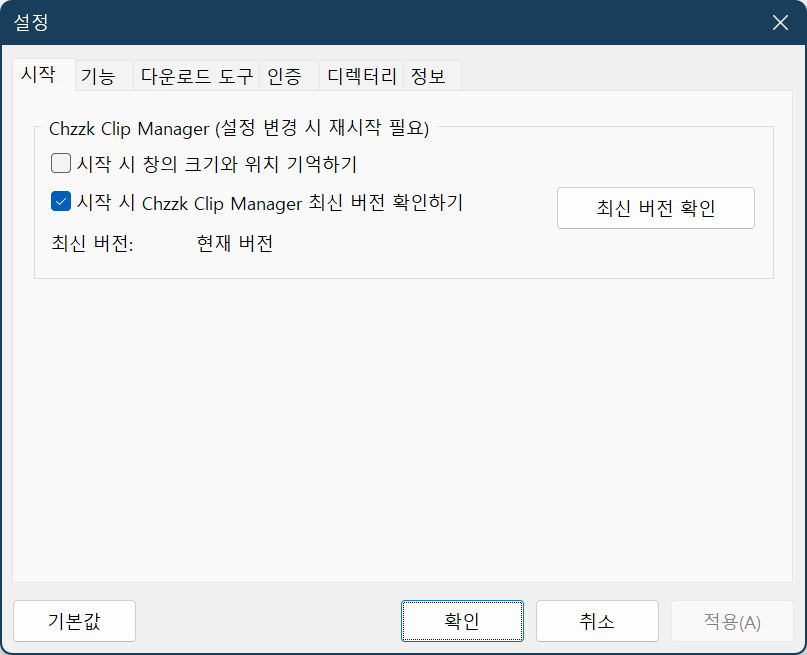 설정
시작 기능 다운로드 도구 인증 디렉터리 정보
Chzzk Clip Manager (설정 변경 시 재시작 필요)
시작 시 창의 크기와 위치 기억하기
시작 시 Chzzk Clip Manager 최신 버전 확인하기
최신 버전 확인
최신 버전: 현재 버전
기본값 확인 취소 적용(A)